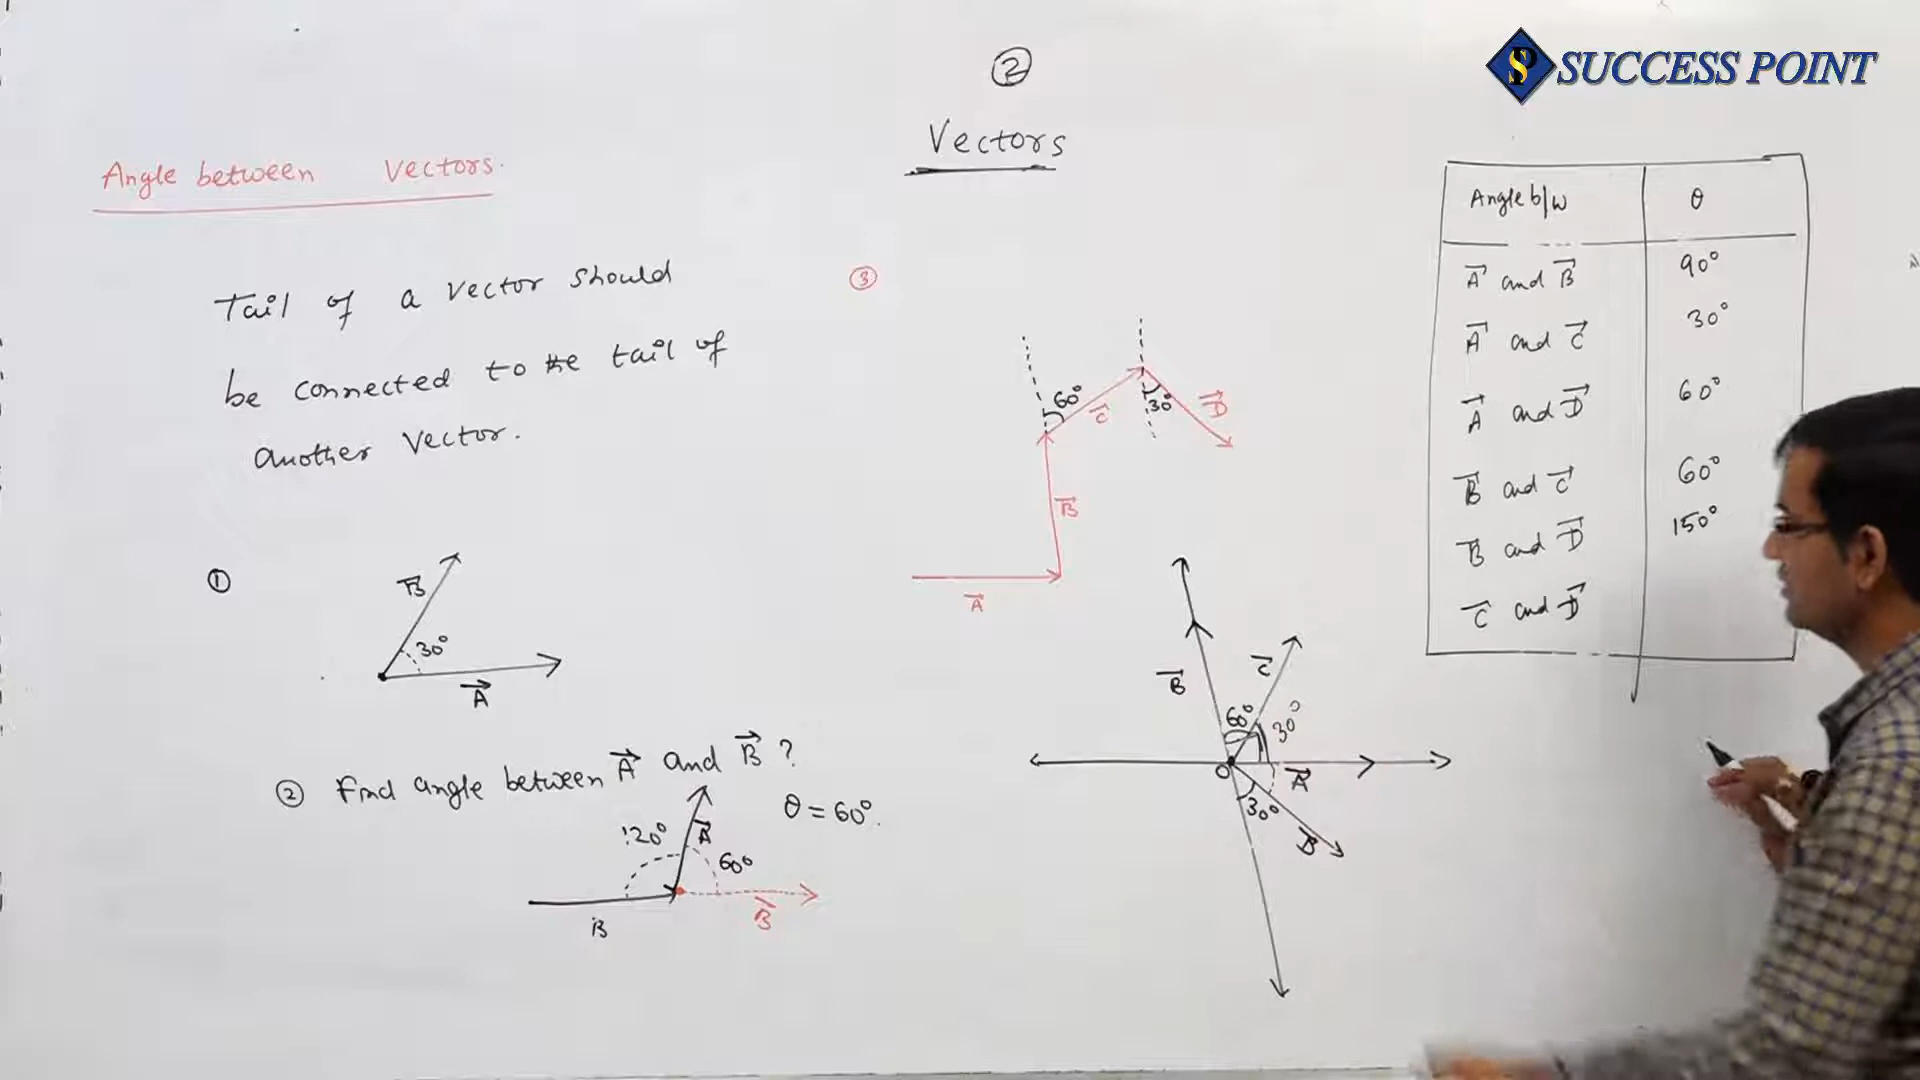 SUCCESS POINT
2
Vectors
Angle between Vectors.
Tail of a vector should
be connected to the tail of
another vector.
1
B
30°
A
2 Find angle between A and B ?
θ = 60°.
120°
A
60°
B
B
3
60°
C
30°
D
B
A
B
C
60°
30°
O
A
30°
D
Angle b/w θ
A and B 90°
A and C 30°
A and D 60°
B and C 60°
B and D 150°
C and D